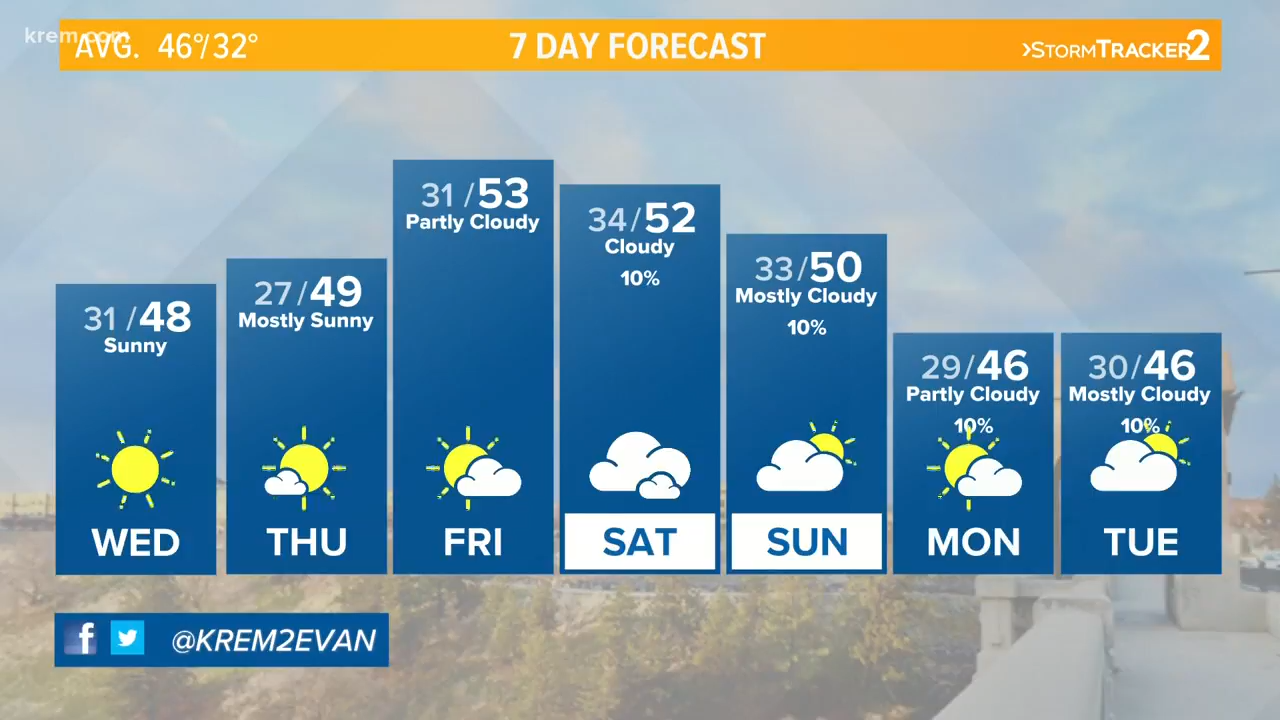 krem.com
AVG. 46°/32°
7 DAY FORECAST
›STORMTRACKER2
31/48
Sunny
WED
27/49
Mostly Sunny
THU
31/53
Partly Cloudy
FRI
34/52
Cloudy
10%
SAT
33/50
Mostly Cloudy
10%
SUN
29/46
Partly Cloudy
10%
MON
30/46
Mostly Cloudy
10%
TUE
f
@KREM2EVAN